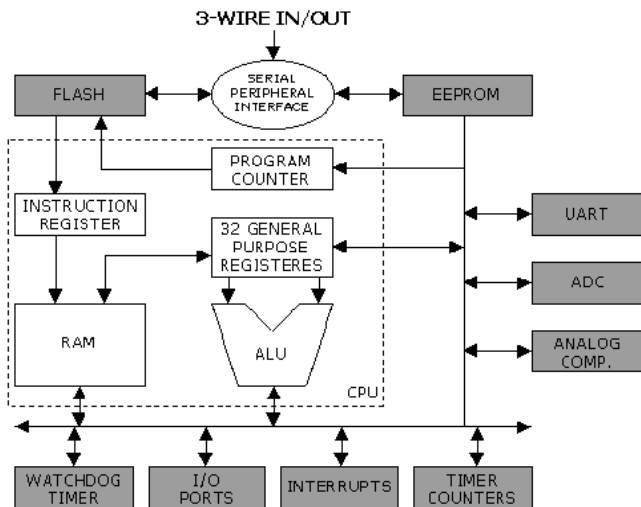 3-WIRE IN/OUT
FLASH
SERIAL
PERIPHERAL
INTERFACE
EEPROM
PROGRAM
COUNTER
INSTRUCTION
REGISTER
32 GENERAL
PURPOSE
REGISTERES
UART
ADC
RAM
ALU
ANALOG
COMP.
CPU
WATCHDOG
TIMER
I/O
PORTS
INTERRUPTS
TIMER
COUNTERS